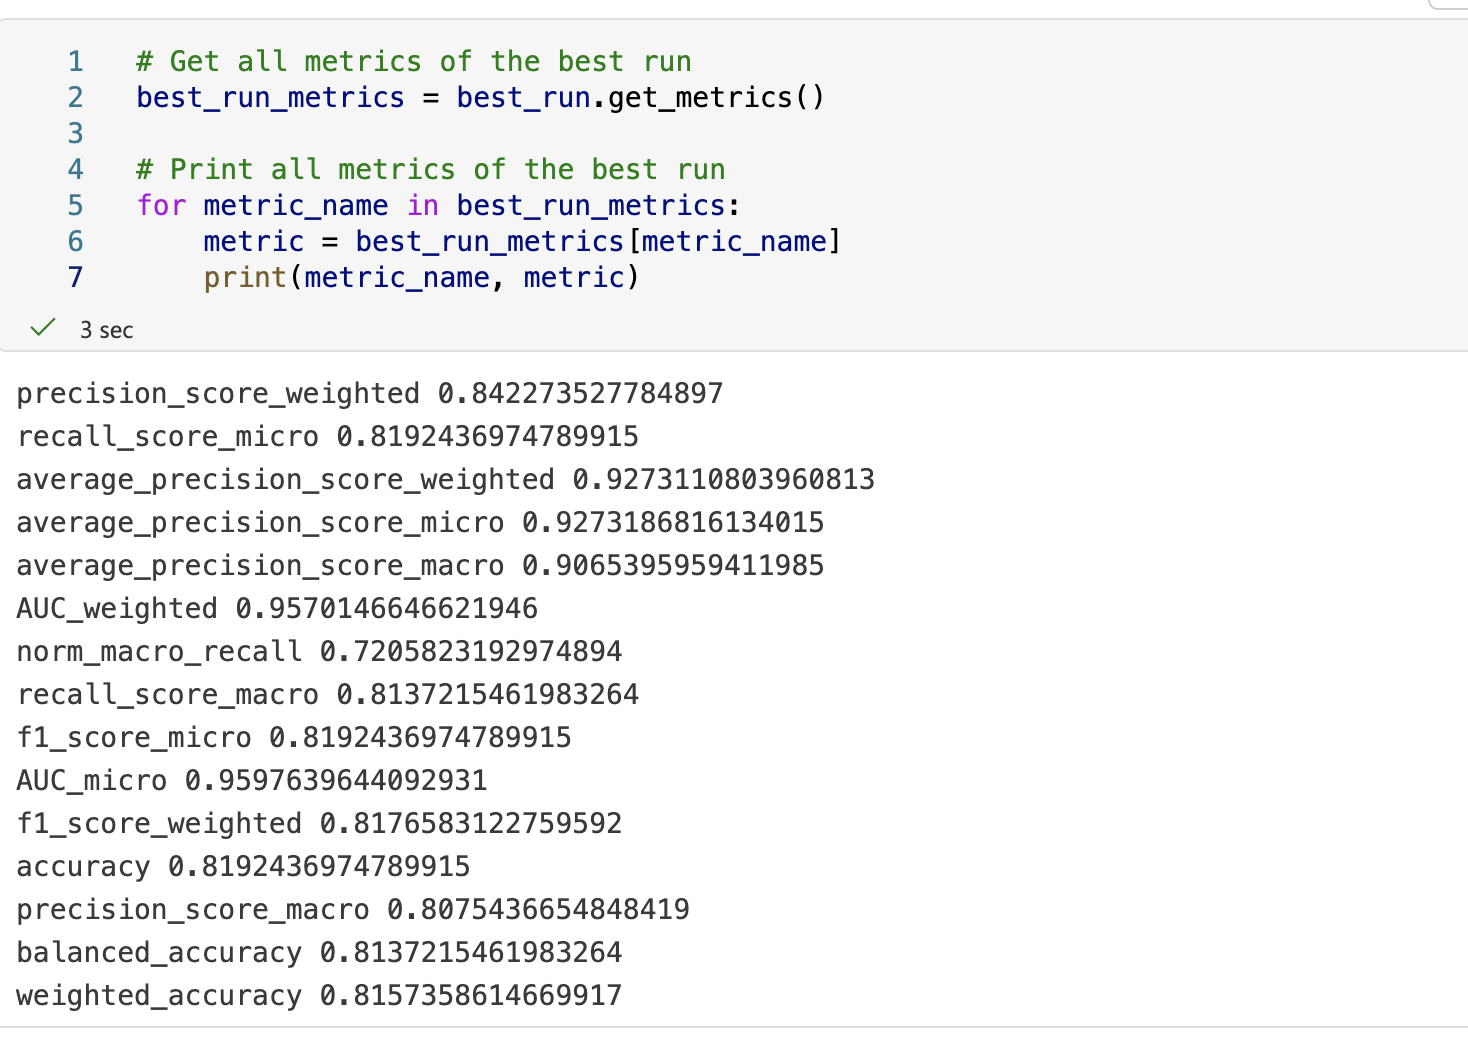 1 # Get all metrics of the best run
2 best_run_metrics = best_run.get_metrics()
3
4 # Print all metrics of the best run
5 for metric_name in best_run_metrics:
6     metric = best_run_metrics[metric_name]
7     print(metric_name, metric)
3 sec
precision_score_weighted 0.842273527784897
recall_score_micro 0.8192436974789915
average_precision_score_weighted 0.9273110803960813
average_precision_score_micro 0.9273186816134015
average_precision_score_macro 0.9065395959411985
AUC_weighted 0.9570146646621946
norm_macro_recall 0.7205823192974894
recall_score_macro 0.8137215461983264
f1_score_micro 0.8192436974789915
AUC_micro 0.9597639644092931
f1_score_weighted 0.8176583122759592
accuracy 0.8192436974789915
precision_score_macro 0.8075436654848419
balanced_accuracy 0.8137215461983264
weighted_accuracy 0.8157358614669917